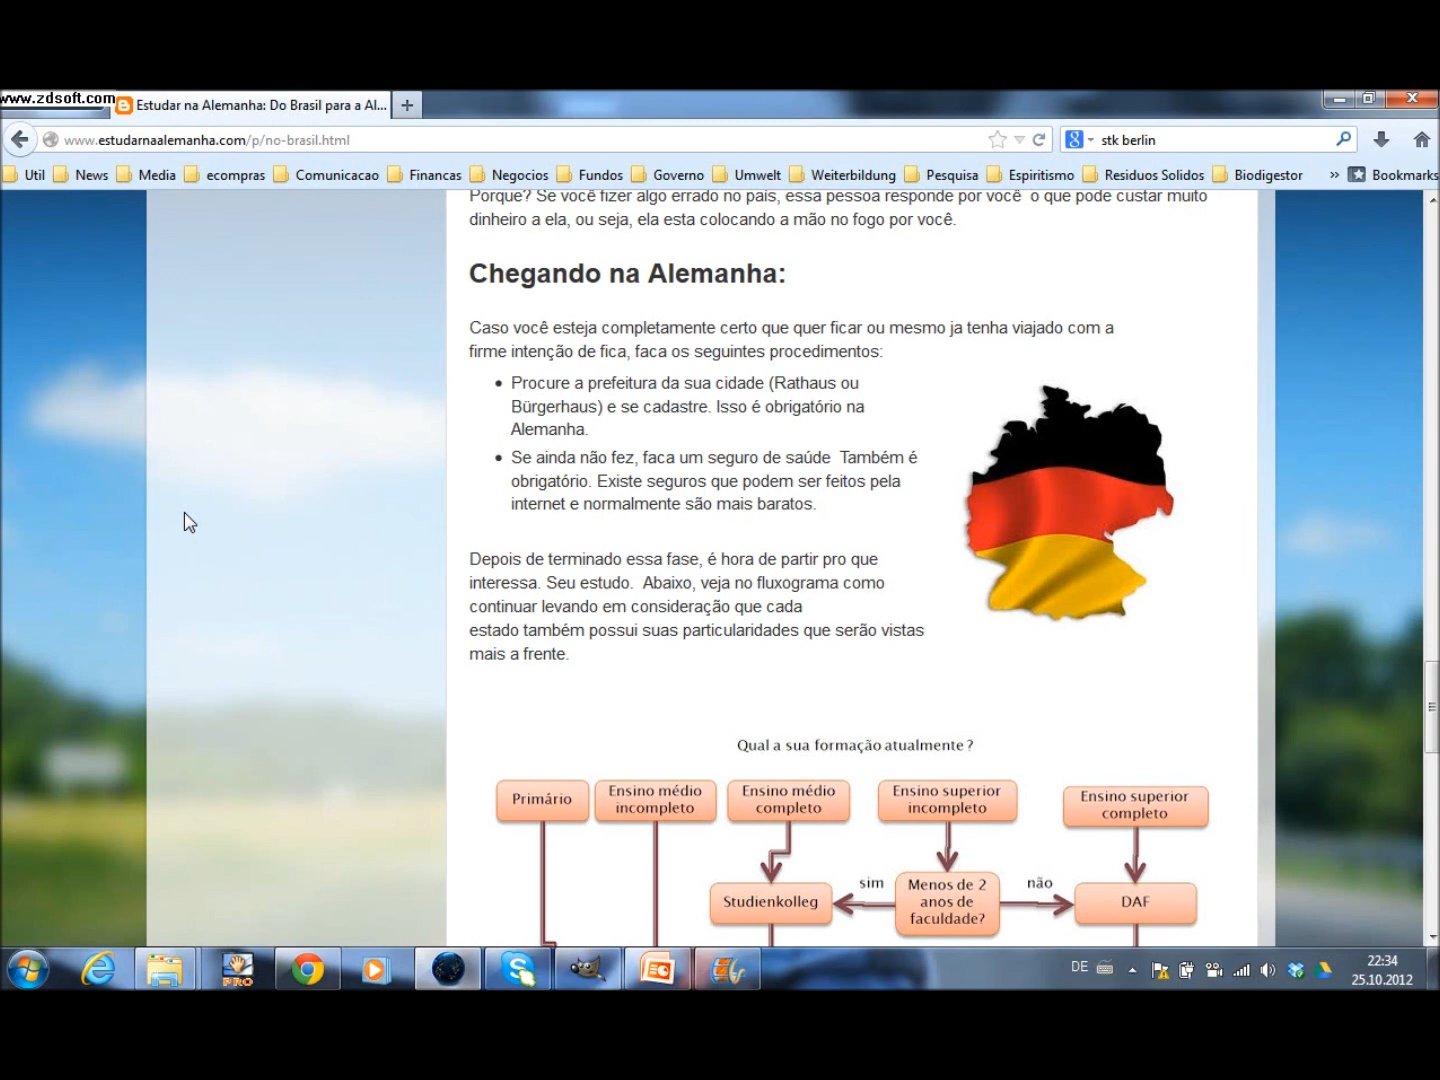 www.zdsoft.com
Estudar na Alemanha: Do Brasil para a Al...
www.estudarnaalemanha.com/p/no-brasil.html
stk berlin
Util News Media ecompras Comunicacao Financas Negocios Fundos Governo Umwelt Weiterbildung Pesquisa Espiritismo Residuos Solidos Biodigestor » Bookmarks
Porque? Se você fizer algo errado no país, essa pessoa responde por você o que pode custar muito
dinheiro a ela, ou seja, ela esta colocando a mão no fogo por você.
Chegando na Alemanha:
Caso você esteja completamente certo que quer ficar ou mesmo ja tenha viajado com a
firme intenção de fica, faca os seguintes procedimentos:
Procure a prefeitura da sua cidade (Rathaus ou
Bürgerhaus) e se cadastre. Isso é obrigatório na
Alemanha.
Se ainda não fez, faca um seguro de saúde Também é
obrigatório. Existe seguros que podem ser feitos pela
internet e normalmente são mais baratos.
Depois de terminado essa fase, é hora de partir pro que
interessa. Seu estudo. Abaixo, veja no fluxograma como
continuar levando em consideração que cada
estado também possui suas particularidades que serão vistas
mais a frente.
Qual a sua formação atualmente ?
Primário
Ensino médio
incompleto
Ensino médio
completo
Ensino superior
incompleto
Ensino superior
completo
Studienkolleg
sim
Menos de 2
anos de
faculdade?
não
DAF
PRO
DE
22:34
25.10.2012